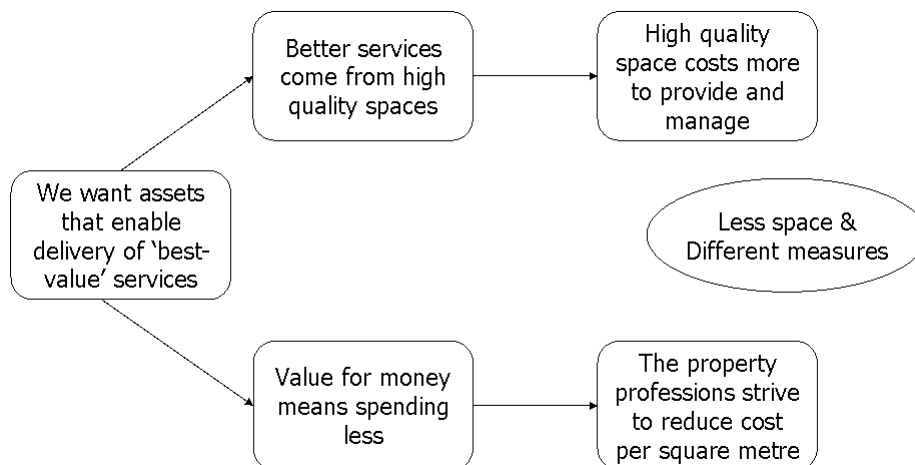 Better services
come from high
quality spaces
High quality
space costs more
to provide and
manage
We want assets
that enable
delivery of ‘best-
value’ services
Less space &
Different measures
Value for money
means spending
less
The property
professions strive
to reduce cost
per square metre